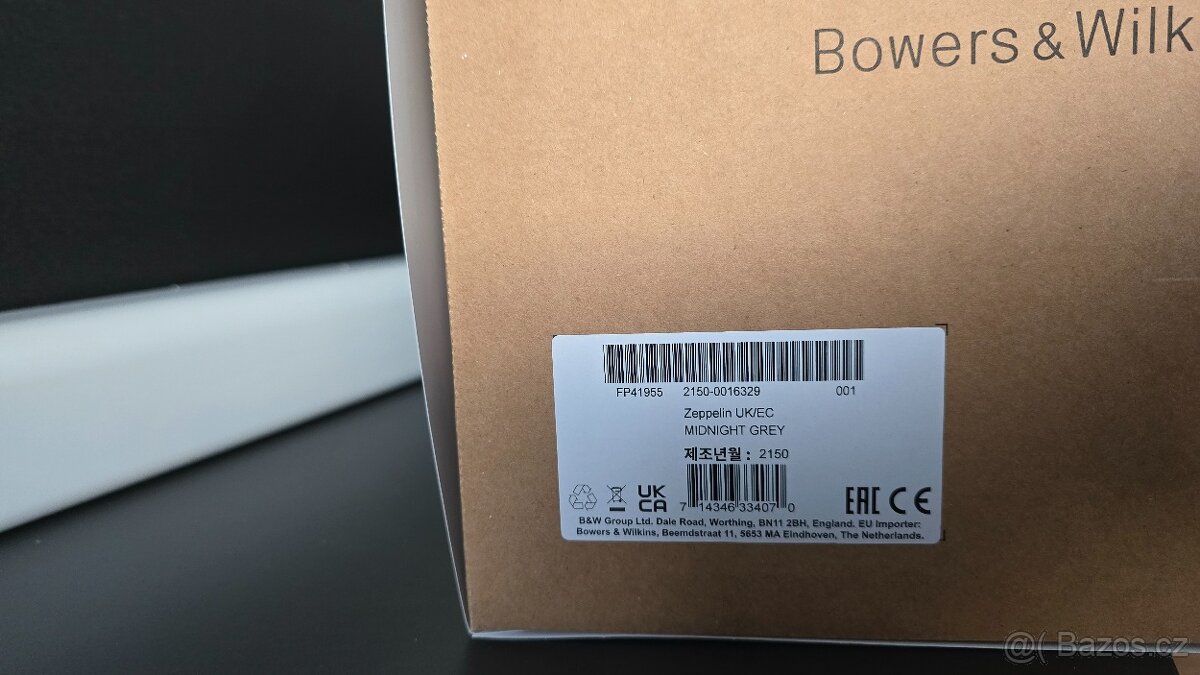 Bowers & Wilk
FP41955 2150-0016329 001
Zeppelin UK/EC
MIDNIGHT GREY
제조년월 : 2150
UK
CA
7 14346 33407 0
EAC CE
B&W Group Ltd. Dale Road, Worthing, BN11 2BH, England. EU Importer:
Bowers & Wilkins, Beemdstraat 11, 5653 MA Eindhoven, The Netherlands.
@( Bazos.cz